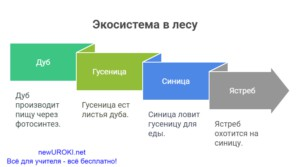 Экосистема в лесу
Дуб
Гусеница
Синица
Ястреб
Дуб
производит
пищу через
фотосинтез.
Гусеница ест
листья дуба.
Синица ловит
гусеницу для
еды.
Ястреб
охотится на
синицу.
newUROKI.net
Всё для учителя - всё бесплатно!